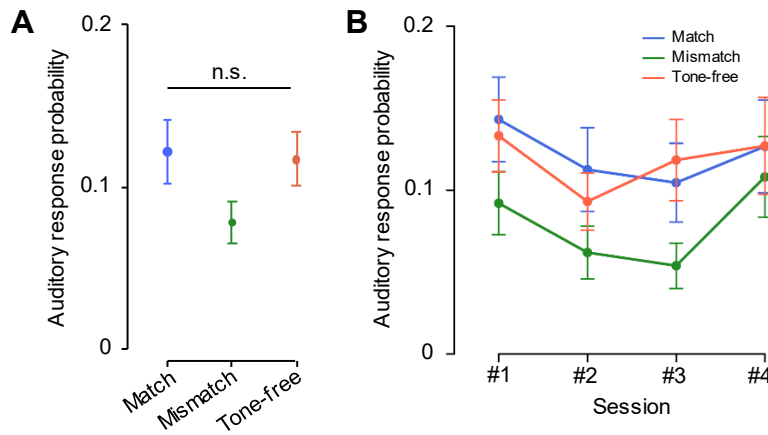 A
Auditory response probability
0.2
0.1
0
n.s.
Match
Mismatch
Tone-free
B
Auditory response probability
0.2
0.1
0
Match
Mismatch
Tone-free
#1 #2 #3 #4
Session